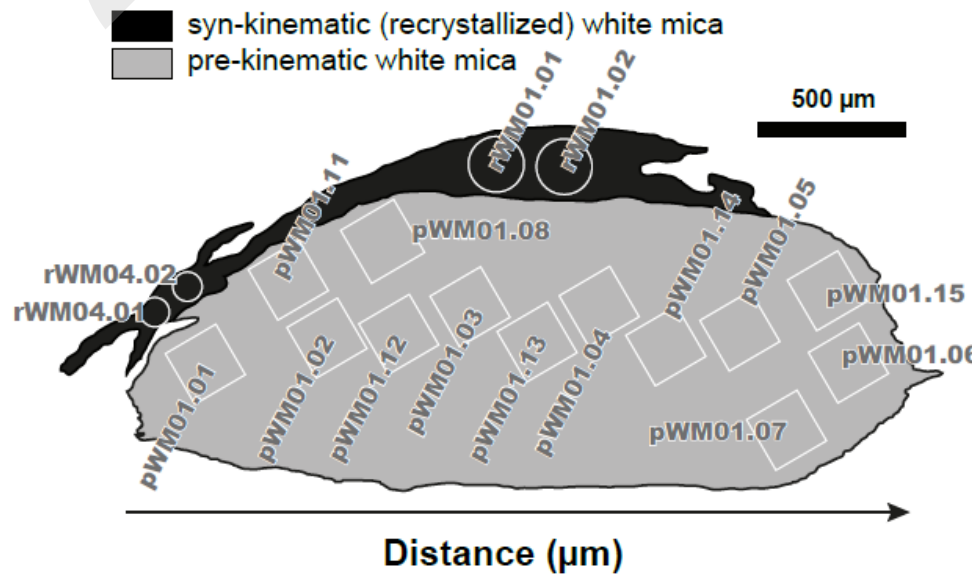 syn-kinematic (recrystallized) white mica
pre-kinematic white mica
500 µm
rWM01.01
rWM01.02
pWM01.11
pWM01.08
pWM01.14
pWM01.05
rWM04.02
rWM04.01
pWM01.15
pWM01.06
pWM01.01
pWM01.02
pWM01.12
pWM01.03
pWM01.13
pWM01.04
pWM01.07
Distance (µm)